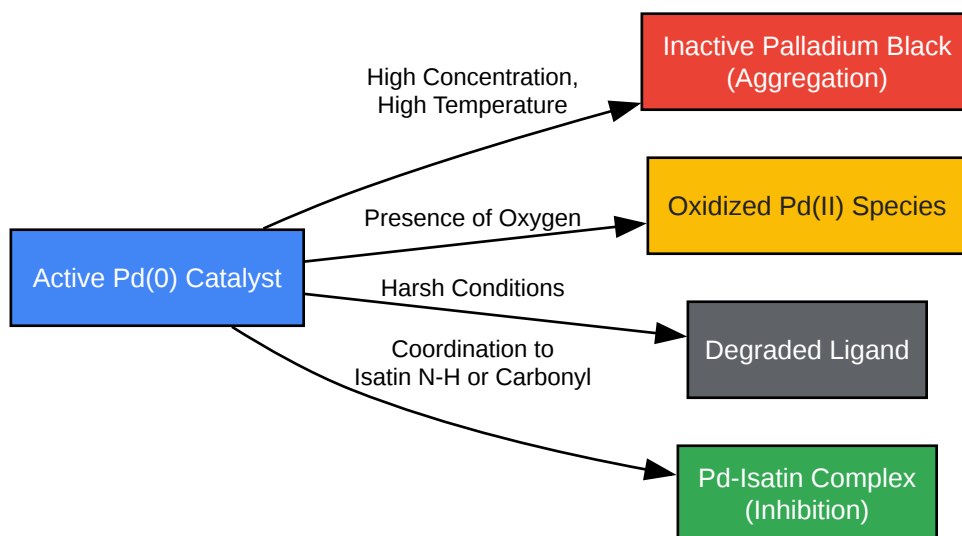 Inactive Palladium Black
(Aggregation)
High Concentration,
High Temperature
Oxidized Pd(II) Species
Presence of Oxygen
Active Pd(0) Catalyst
Harsh Conditions
Degraded Ligand
Coordination to
Isatin N-H or Carbonyl
Pd-Isatin Complex
(Inhibition)